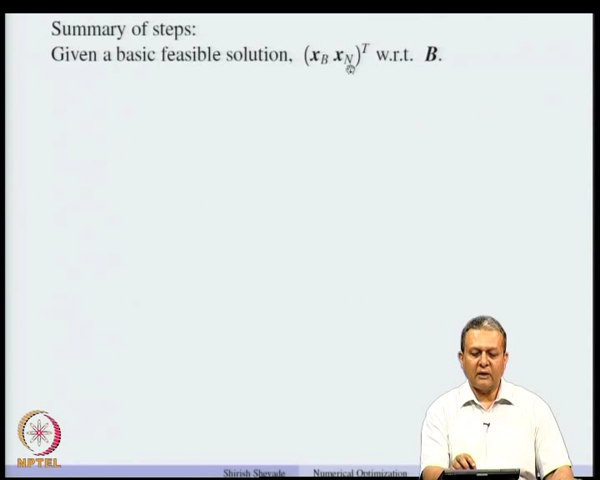 Summary of steps:
Given a basic feasible solution, (x_B x_N)^T w.r.t. B.
NPTEL
Shirish Shevade Numerical Optimization